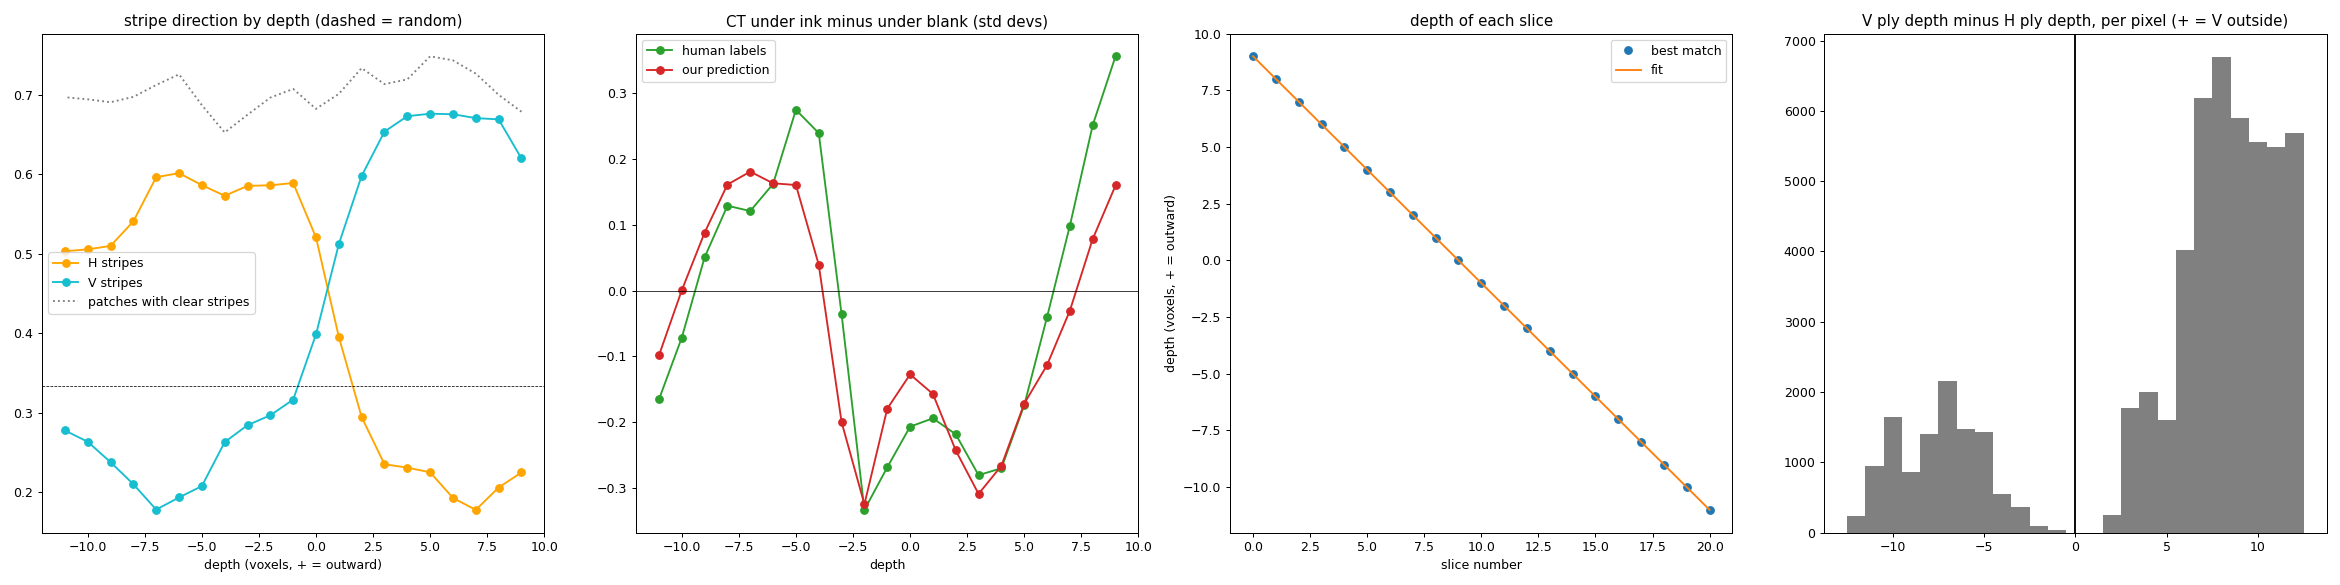 stripe direction by depth (dashed = random)
0.7
0.6
0.5
0.4
0.3
0.2
H stripes
V stripes
patches with clear stripes
−10.0 −7.5 −5.0 −2.5 0.0 2.5 5.0 7.5 10.0
depth (voxels, + = outward)
CT under ink minus under blank (std devs)
human labels
our prediction
0.3
0.2
0.1
0.0
−0.1
−0.2
−0.3
−10.0 −7.5 −5.0 −2.5 0.0 2.5 5.0 7.5 10.0
depth
depth of each slice
best match
fit
depth (voxels, + = outward)
10.0
7.5
5.0
2.5
0.0
−2.5
−5.0
−7.5
−10.0
0.0 2.5 5.0 7.5 10.0 12.5 15.0 17.5 20.0
slice number
V ply depth minus H ply depth, per pixel (+ = V outside)
7000
6000
5000
4000
3000
2000
1000
0
−10 −5 0 5 10